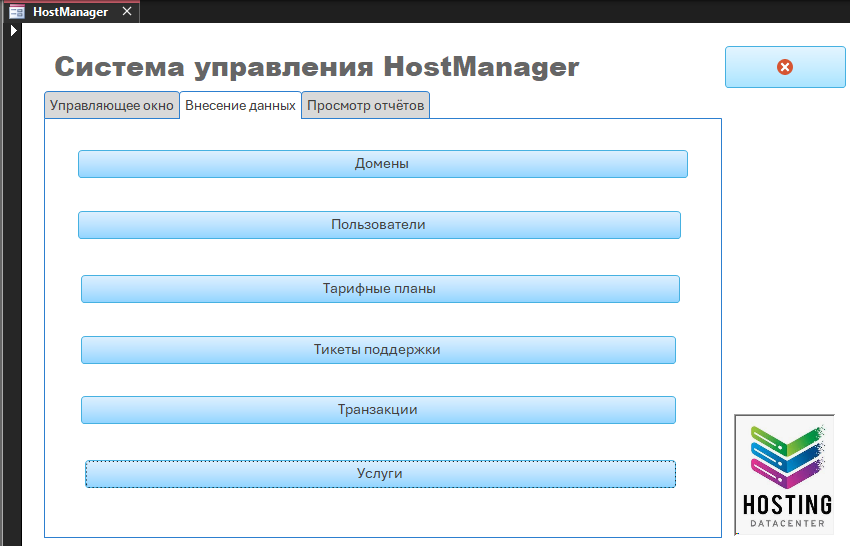 HostManager
Система управления HostManager
Управляющее окно
Внесение данных
Просмотр отчётов
Домены
Пользователи
Тарифные планы
Тикеты поддержки
Транзакции
Услуги
HOSTING
DATACENTER